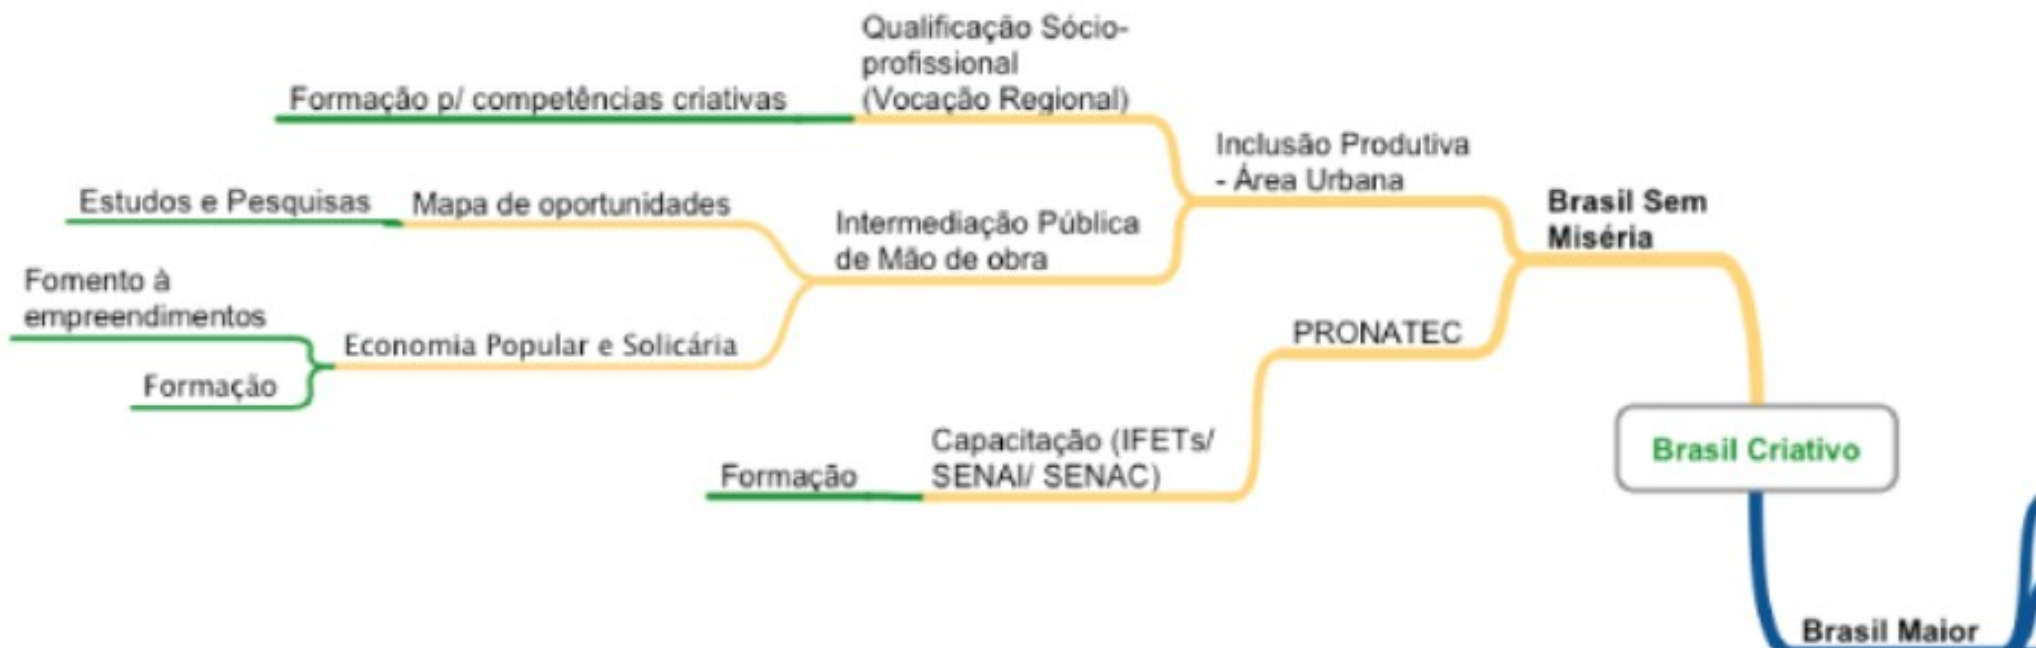 Qualificação Sócio-
profissional
(Vocação Regional)
Formação p/ competências criativas
Inclusão Produtiva
- Área Urbana
Estudos e Pesquisas
Mapa de oportunidades
Intermediação Pública
de Mão de obra
Brasil Sem
Miséria
Fomento à
empreendimentos
Economia Popular e Solicária
Formação
PRONATEC
Capacitação (IFETs/
SENAI/ SENAC)
Formação
Brasil Criativo
Brasil Maior